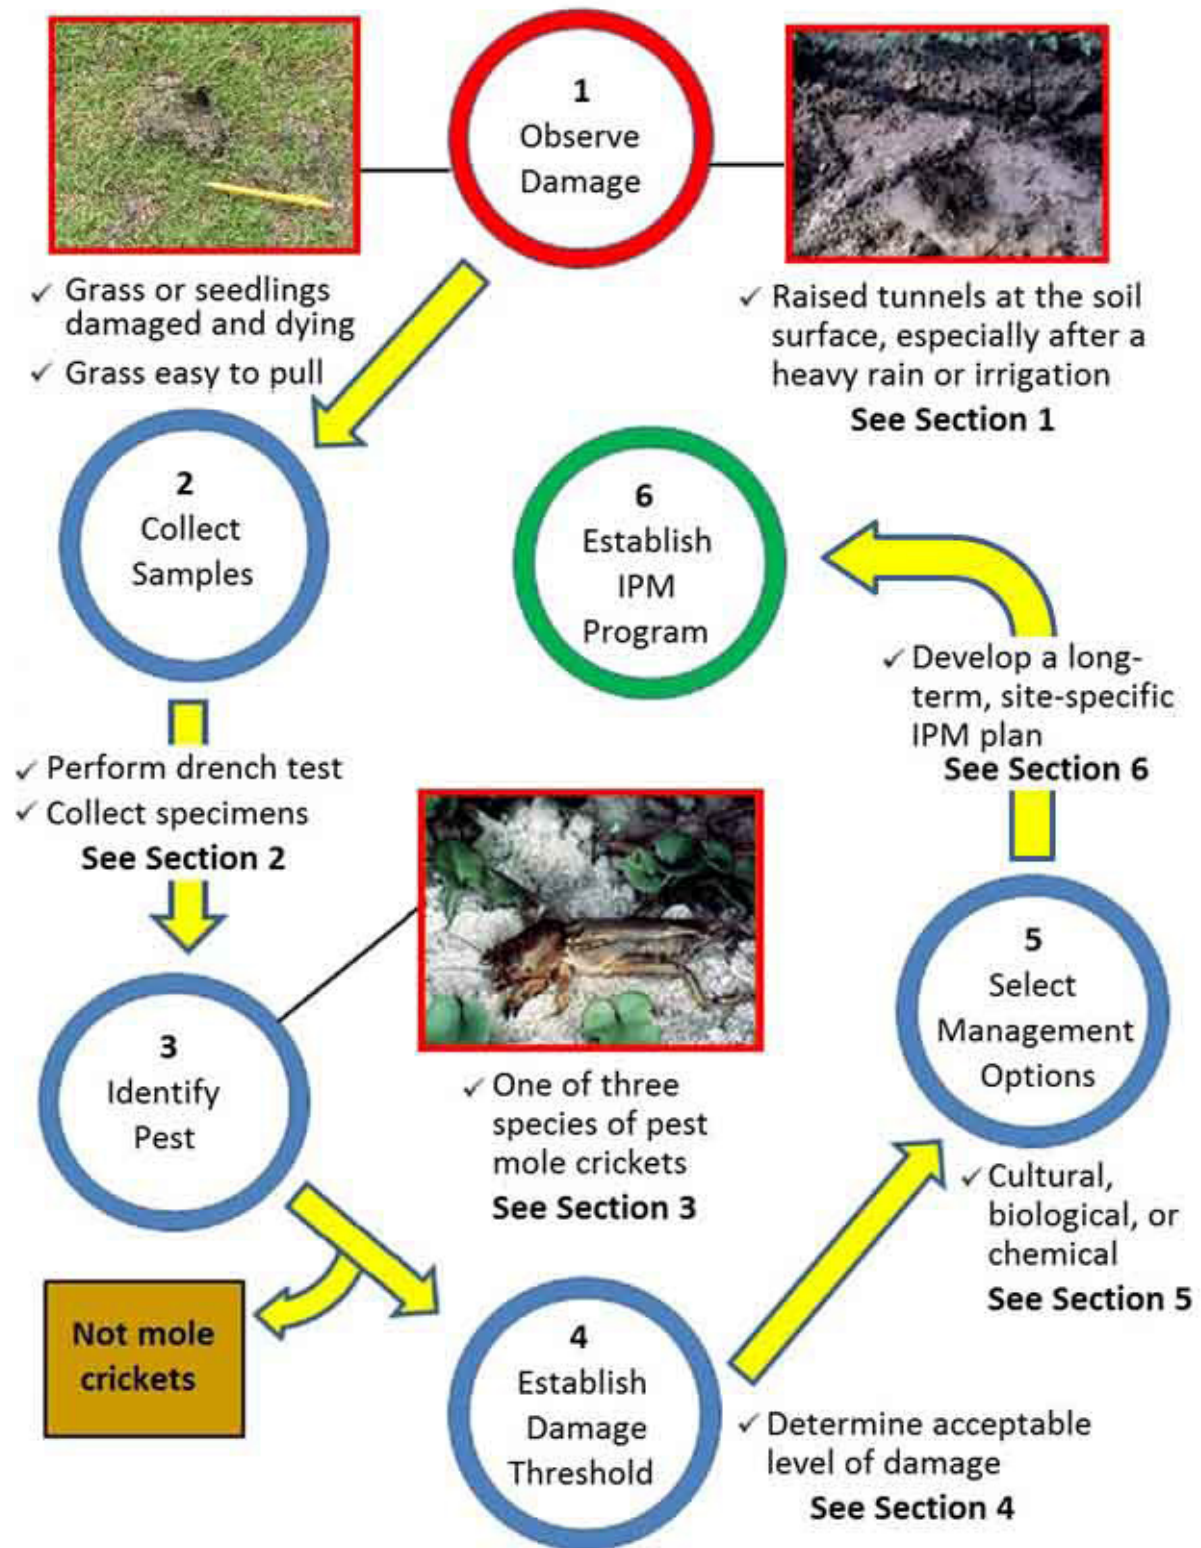 1
Observe
Damage
✓ Grass or seedlings
damaged and dying
✓ Grass easy to pull
✓ Raised tunnels at the soil
surface, especially after a
heavy rain or irrigation
See Section 1
2
Collect
Samples
✓ Perform drench test
✓ Collect specimens
See Section 2
3
Identify
Pest
✓ One of three
species of pest
mole crickets
See Section 3
Not mole
crickets
4
Establish
Damage
Threshold
✓ Determine acceptable
level of damage
See Section 4
5
Select
Management
Options
✓ Cultural,
biological, or
chemical
See Section 5
6
Establish
IPM
Program
✓ Develop a long-
term, site-specific
IPM plan
See Section 6